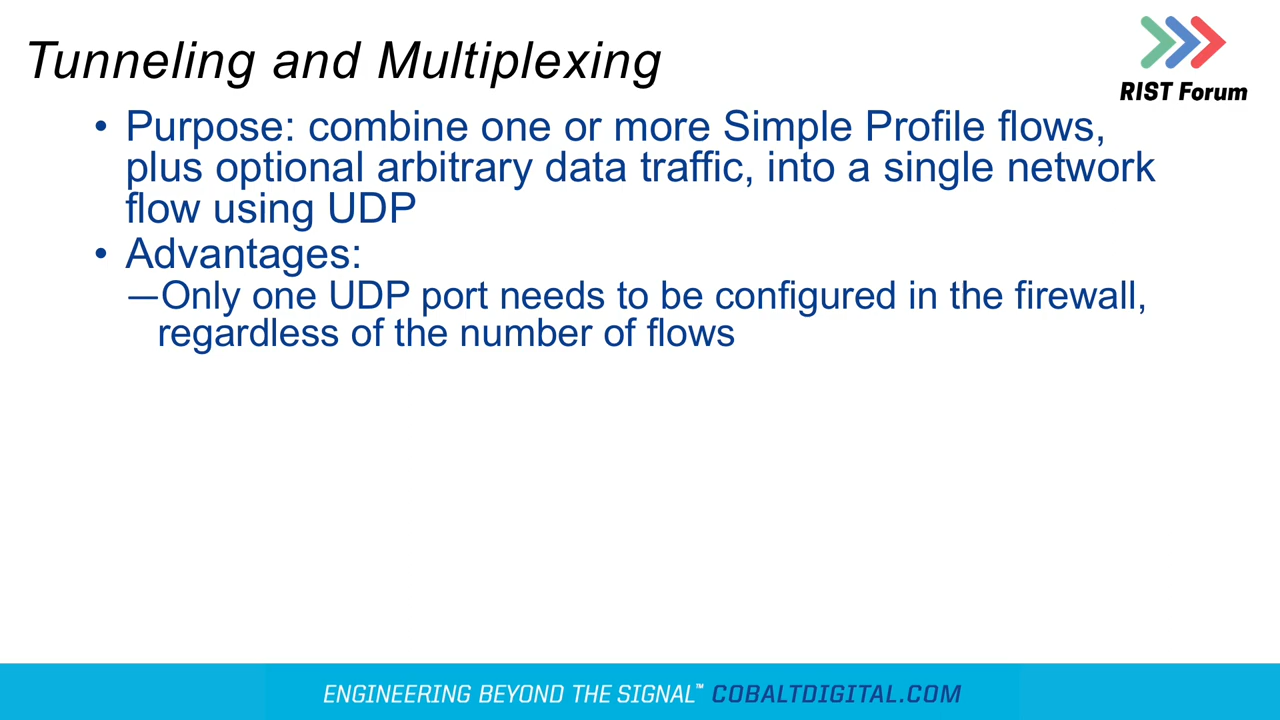 Tunneling and Multiplexing
RIST Forum
• Purpose: combine one or more Simple Profile flows,
plus optional arbitrary data traffic, into a single network
flow using UDP
• Advantages:
—Only one UDP port needs to be configured in the firewall,
regardless of the number of flows
ENGINEERING BEYOND THE SIGNAL™ COBALTDIGITAL.COM